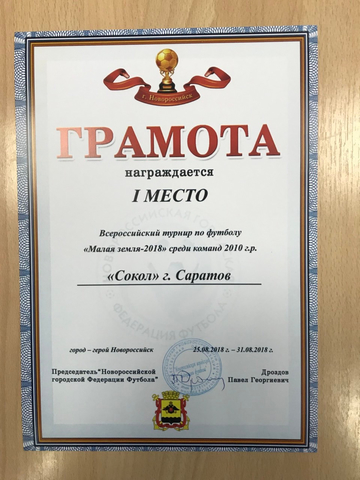 г. Новороссийск
ГРАМОТА
награждается
I МЕСТО
Всероссийский турнир по футболу
«Малая земля-2018» среди команд 2010 г.р.
«Сокол» г. Саратов
город – герой Новороссийск 25.08.2018 г. – 31.08.2018 г.
Председатель"Новороссийской Дроздов
городской Федерации Футбола" Павел Георгиевич